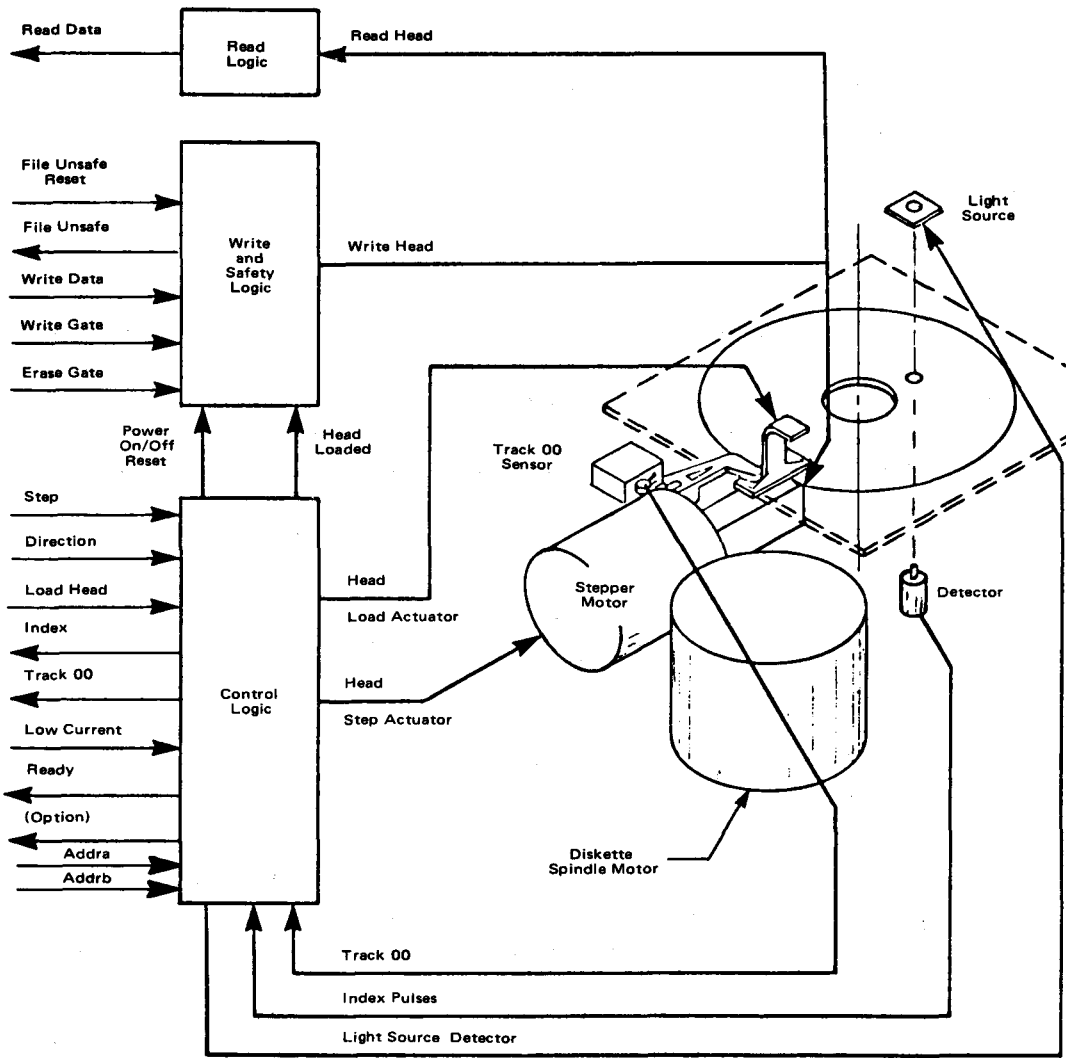 Read Data
Read
Logic
Read Head
File Unsafe
Reset
File Unsafe
Write Data
Write Gate
Erase Gate
Write
and
Safety
Logic
Write Head
Light
Source
Power
On/Off
Reset
Head
Loaded
Track 00
Sensor
Step
Direction
Load Head
Index
Track 00
Low Current
Ready
(Option)
Addra
Addrb
Control
Logic
Head
Load Actuator
Head
Step Actuator
Stepper
Motor
Detector
Diskette
Spindle Motor
Track 00
Index Pulses
Light Source Detector